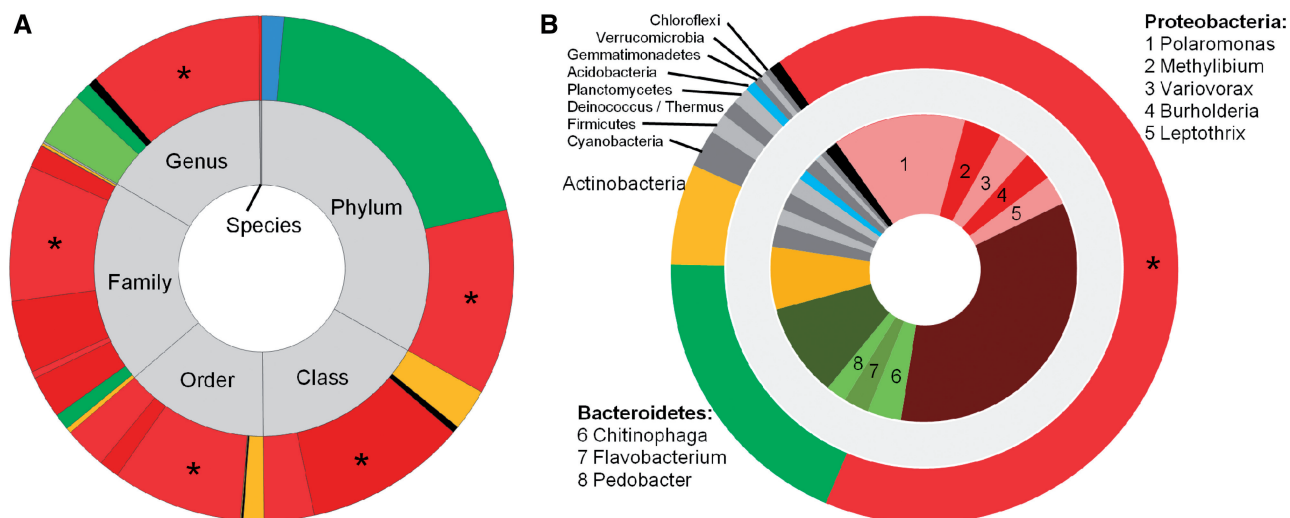 A
*
*
*
*
*
Genus
Species
Phylum
Family
Order
Class
B
Chloroflexi
Verrucomicrobia
Gemmatimonadetes
Acidobacteria
Planctomycetes
Deinococcus / Thermus
Firmicutes
Cyanobacteria
Actinobacteria
Proteobacteria:
1 Polaromonas
2 Methylibium
3 Variovorax
4 Burholderia
5 Leptothrix
1
2
3
4
5
*
8
7
6
Bacteroidetes:
6 Chitinophaga
7 Flavobacterium
8 Pedobacter